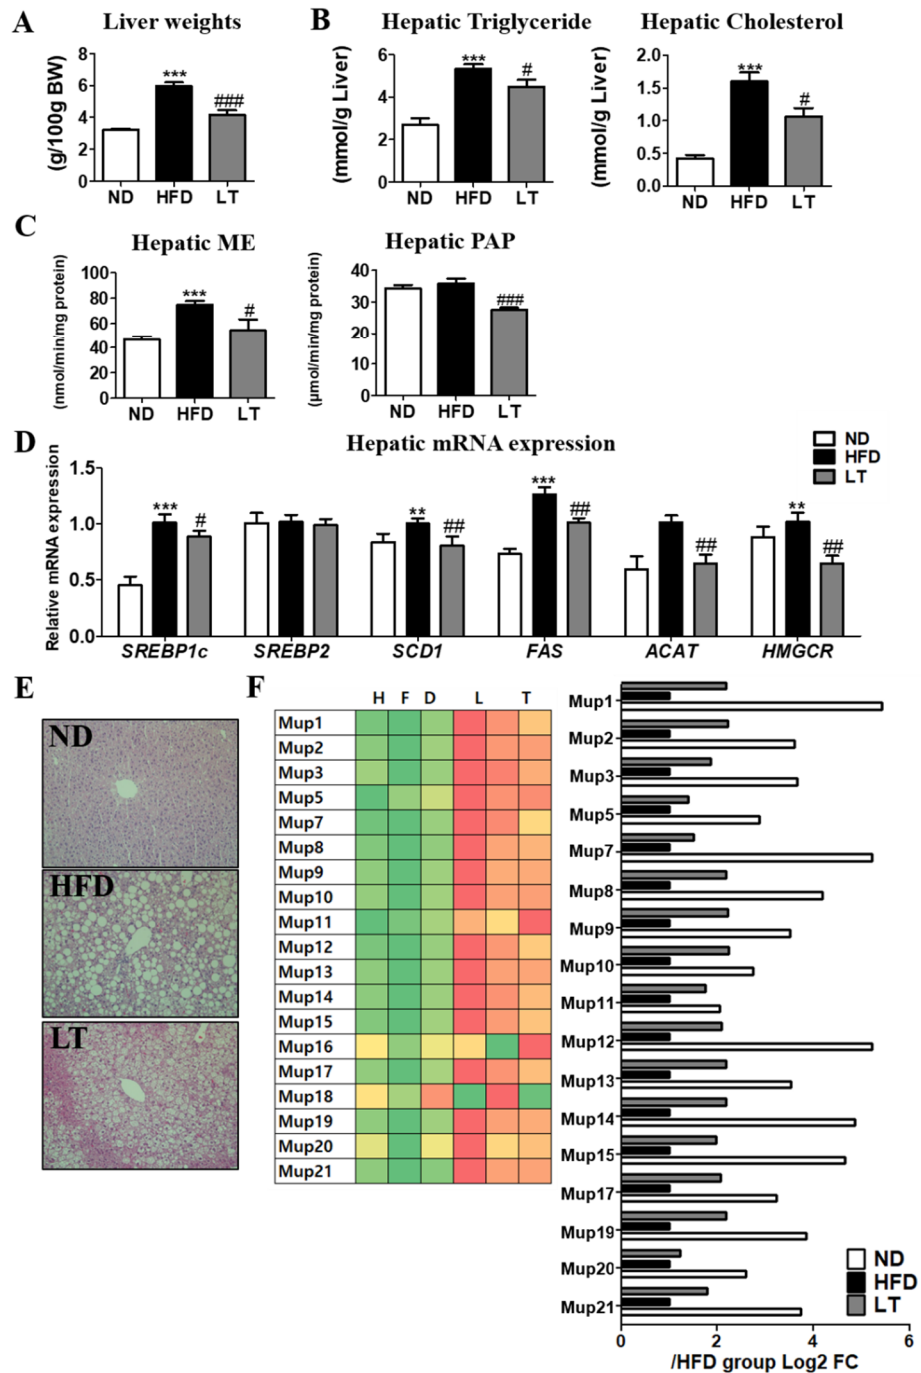 A
Liver weights
(g/100g BW)
8
6
4
2
0
***
###
ND HFD LT
B
Hepatic Triglyceride
(mmol/g Liver)
6
4
2
0
***
#
ND HFD LT
Hepatic Cholesterol
(mmol/g Liver)
2.0
1.5
1.0
0.5
0.0
***
#
ND HFD LT
C
Hepatic ME
(nmol/min/mg protein)
100
80
60
40
20
0
***
#
ND HFD LT
Hepatic PAP
(μmol/min/mg protein)
40
30
20
10
0
###
ND HFD LT
D
Hepatic mRNA expression
ND
HFD
LT
Relative mRNA expression
1.5
1.0
0.5
0.0
*** # ** ## *** ## ## ** ##
SREBP1c SREBP2 SCD1 FAS ACAT HMGCR
E
ND
HFD
LT
F
H F D L T
Mup1
Mup2
Mup3
Mup5
Mup7
Mup8
Mup9
Mup10
Mup11
Mup12
Mup13
Mup14
Mup15
Mup16
Mup17
Mup18
Mup19
Mup20
Mup21
Mup1
Mup2
Mup3
Mup5
Mup7
Mup8
Mup9
Mup10
Mup11
Mup12
Mup13
Mup14
Mup15
Mup17
Mup19
Mup20
Mup21
ND
HFD
LT
0 2 4 6
/HFD group Log2 FC